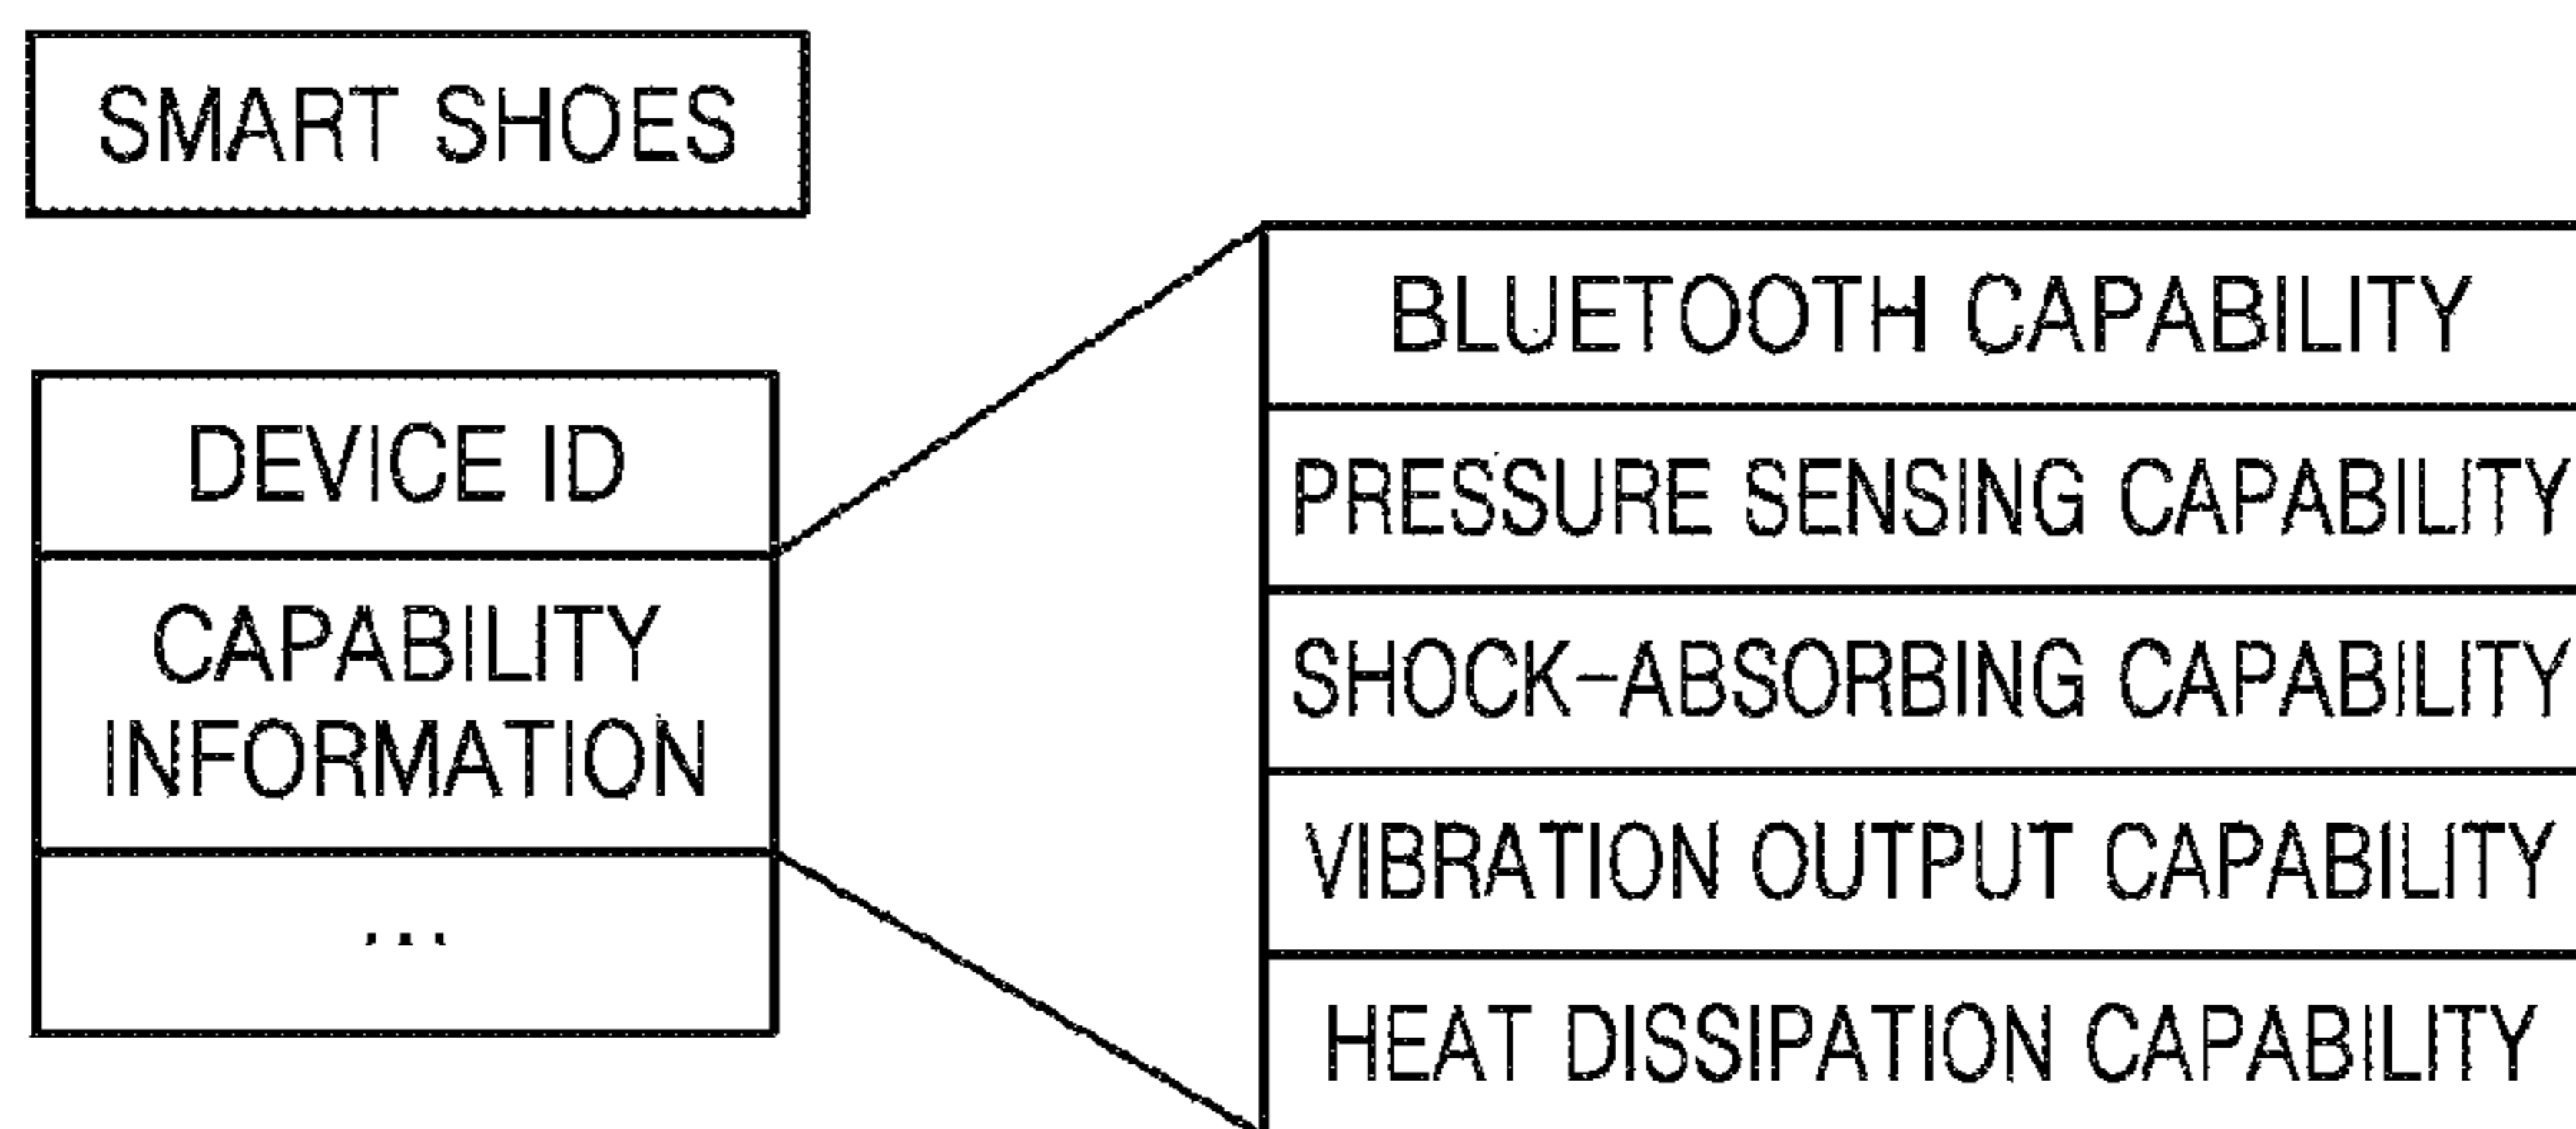 SMART SHOES
DEVICE ID
CAPABILITY
INFORMATION
...
BLUETOOTH CAPABILITY
PRESSURE SENSING CAPABILITY
SHOCK-ABSORBING CAPABILITY
VIBRATION OUTPUT CAPABILITY
HEAT DISSIPATION CAPABILITY